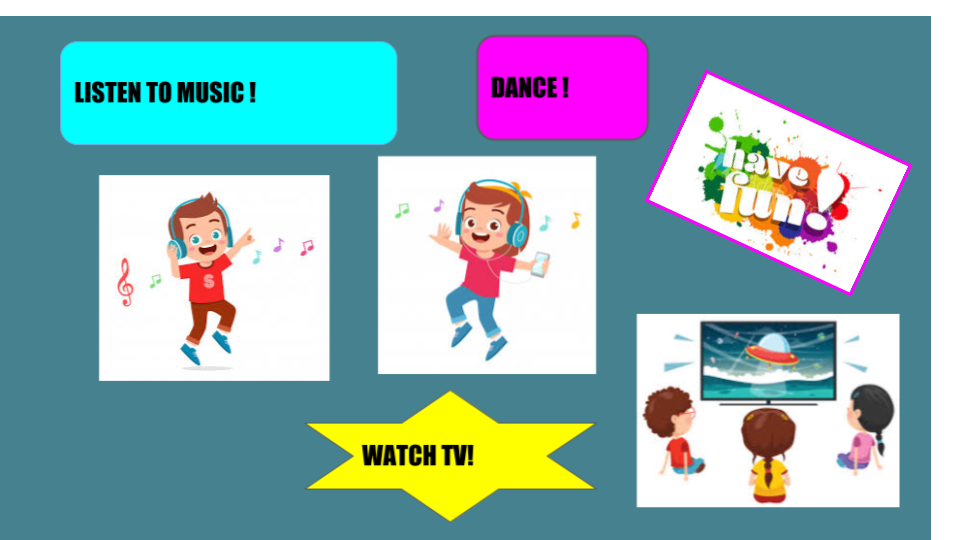 LISTEN TO MUSIC !
DANCE !
have
fun!
S
WATCH TV!